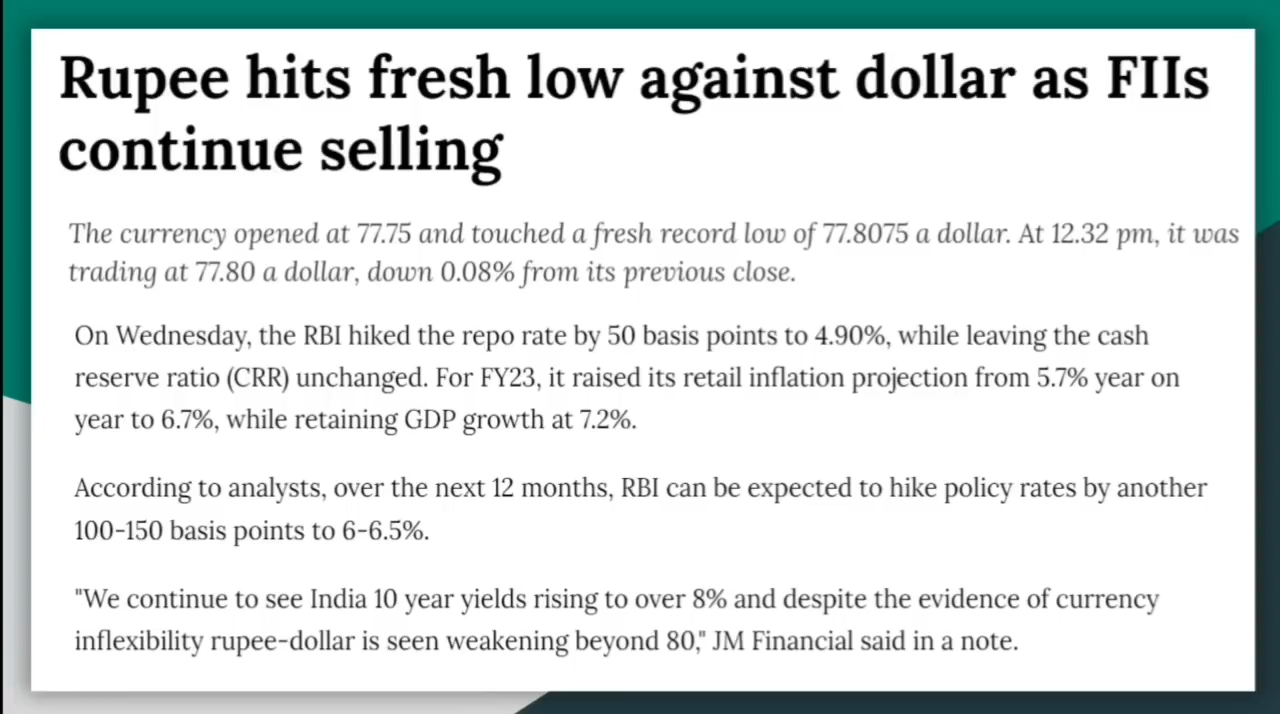 Rupee hits fresh low against dollar as FIIs
continue selling
The currency opened at 77.75 and touched a fresh record low of 77.8075 a dollar. At 12.32 pm, it was
trading at 77.80 a dollar, down 0.08% from its previous close.
On Wednesday, the RBI hiked the repo rate by 50 basis points to 4.90%, while leaving the cash
reserve ratio (CRR) unchanged. For FY23, it raised its retail inflation projection from 5.7% year on
year to 6.7%, while retaining GDP growth at 7.2%.
According to analysts, over the next 12 months, RBI can be expected to hike policy rates by another
100-150 basis points to 6-6.5%.
"We continue to see India 10 year yields rising to over 8% and despite the evidence of currency
inflexibility rupee-dollar is seen weakening beyond 80," JM Financial said in a note.